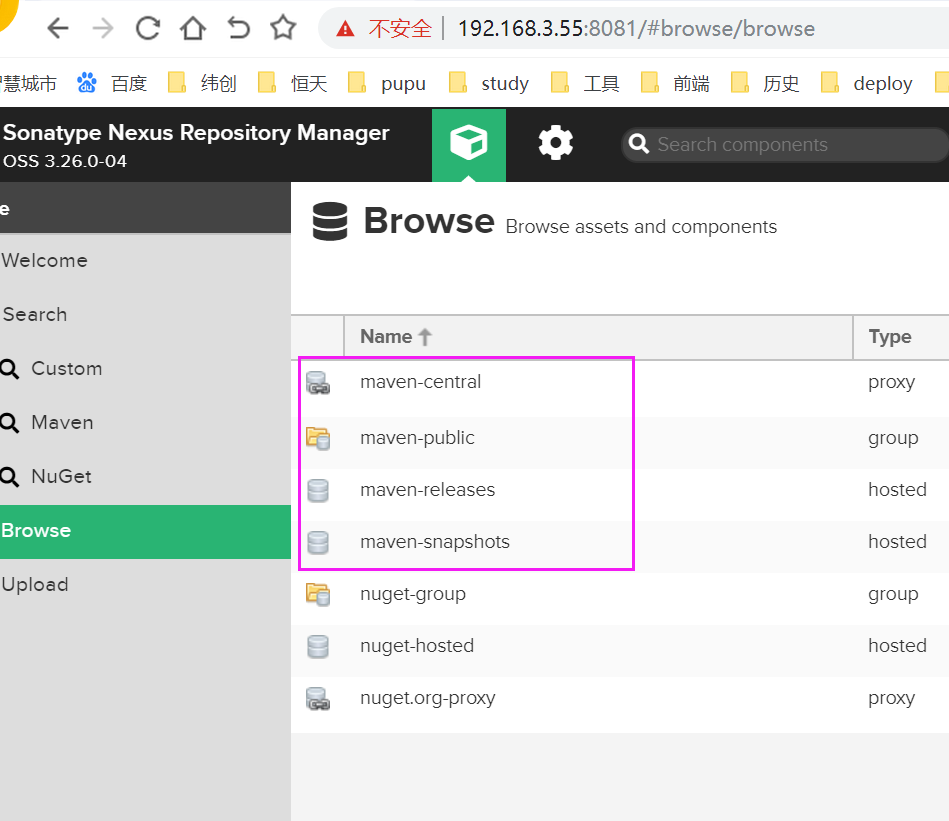 不安全 192.168.3.55:8081/#browse/browse
智慧城市 百度 纬创 恒天 pupu study 工具 前端 历史 deploy
Sonatype Nexus Repository Manager
OSS 3.26.0-04
Search components
e
Browse Browse assets and components
Welcome
Search
Custom
Maven
NuGet
Browse
Upload
Name Type
maven-central proxy
maven-public group
maven-releases hosted
maven-snapshots hosted
nuget-group group
nuget-hosted hosted
nuget.org-proxy proxy